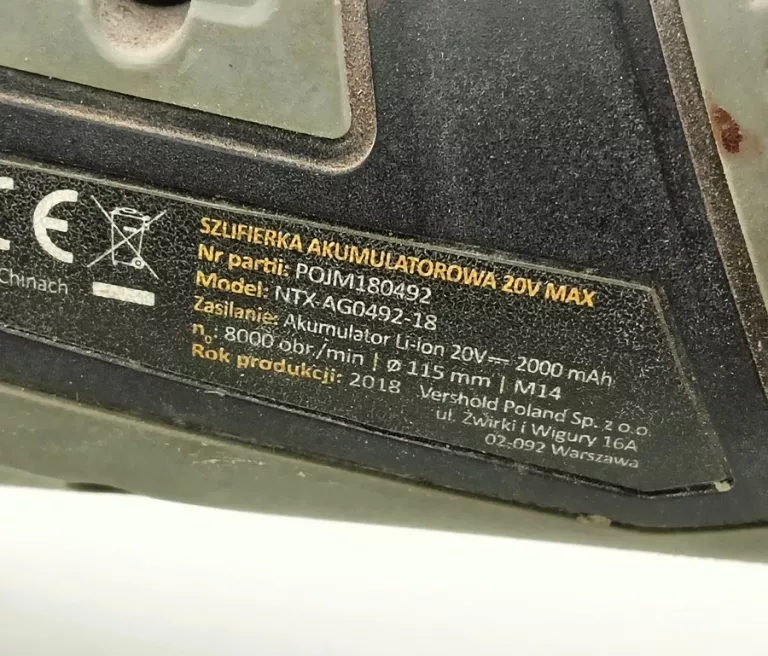 CE
Chinach
SZLIFIERKA AKUMULATOROWA 20V MAX
Nr partii: POJM180492
Model: NTX-AG0492-18
Zasilanie: Akumulator Li-Ion 20V⎓ 2000 mAh
n₀: 8000 obr./min | ø 115 mm | M14
Rok produkcji: 2018
Vershold Poland Sp. z o.o.
ul. Żwirki i Wigury 16A
02-092 Warszawa